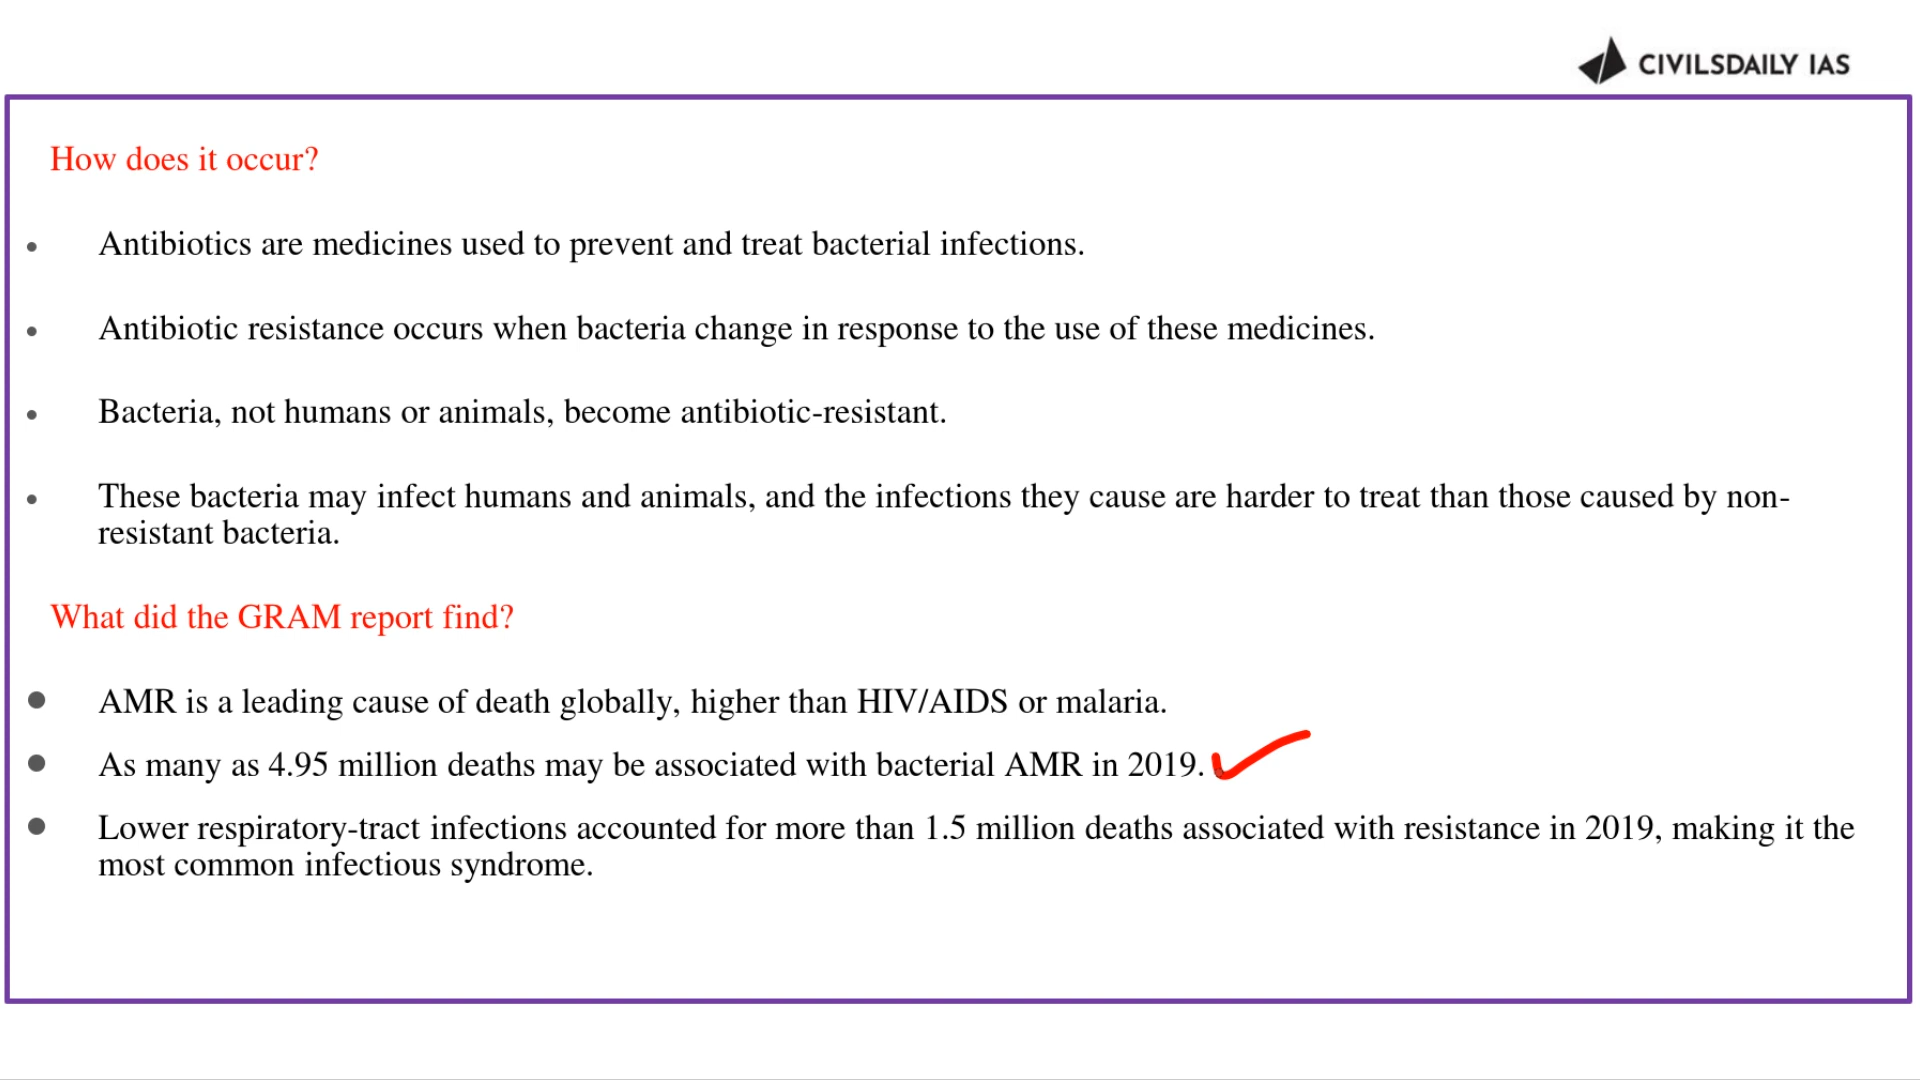 CIVILSDAILY IAS
How does it occur?
• Antibiotics are medicines used to prevent and treat bacterial infections.
• Antibiotic resistance occurs when bacteria change in response to the use of these medicines.
• Bacteria, not humans or animals, become antibiotic-resistant.
• These bacteria may infect humans and animals, and the infections they cause are harder to treat than those caused by non-
resistant bacteria.
What did the GRAM report find?
● AMR is a leading cause of death globally, higher than HIV/AIDS or malaria.
● As many as 4.95 million deaths may be associated with bacterial AMR in 2019.
● Lower respiratory-tract infections accounted for more than 1.5 million deaths associated with resistance in 2019, making it the
most common infectious syndrome.